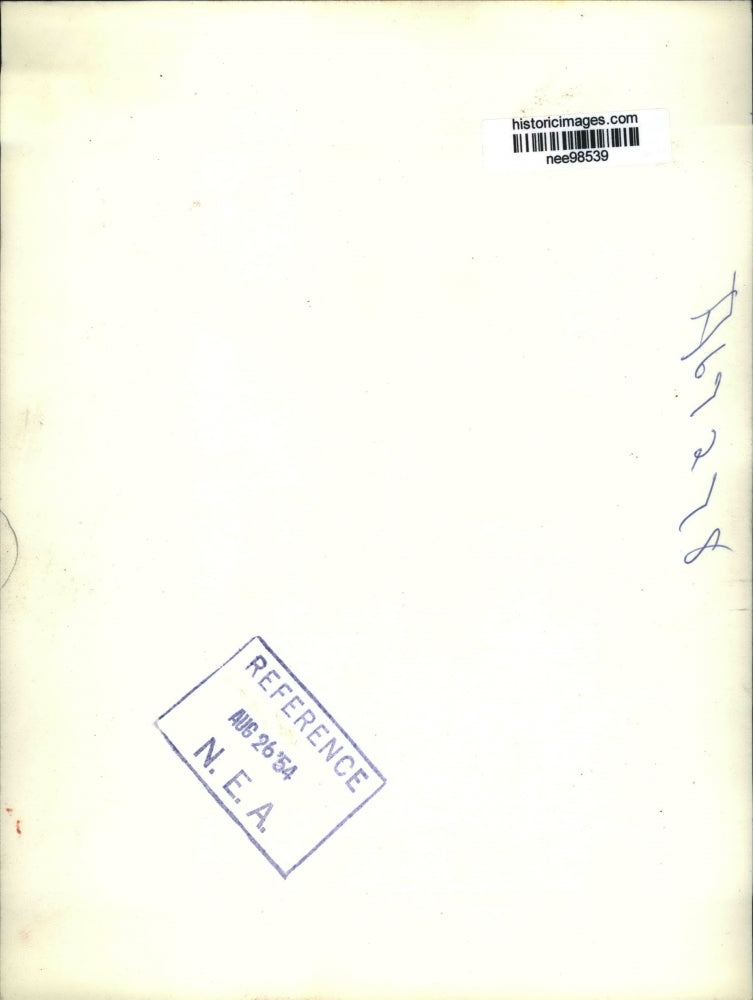 historicimages.com
nee98539
REFERENCE
AUG 26 '54
N. E. A.